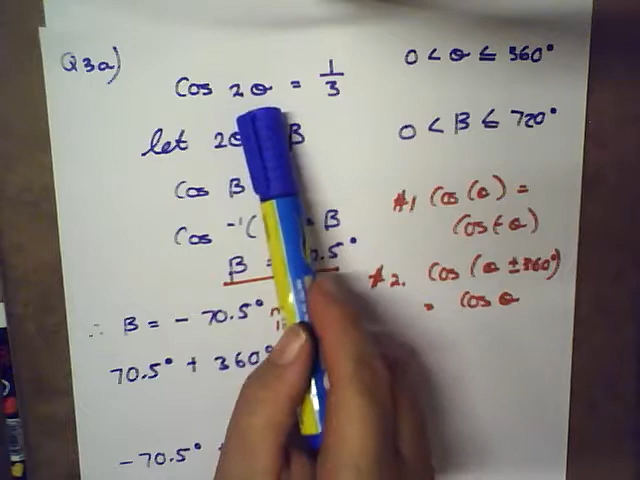 Q3a)
Cos 2θ = 1/3
0 < θ ≤ 360°
let 2θ β
0 < β ≤ 720°
Cos β
#1 Cos (θ) =
Cos(-θ)
Cos⁻¹( = β
β = 70.5°
#2. Cos (θ ± 360°)
= Cos θ
∴ β = - 70.5°
70.5° + 360°
-70.5°